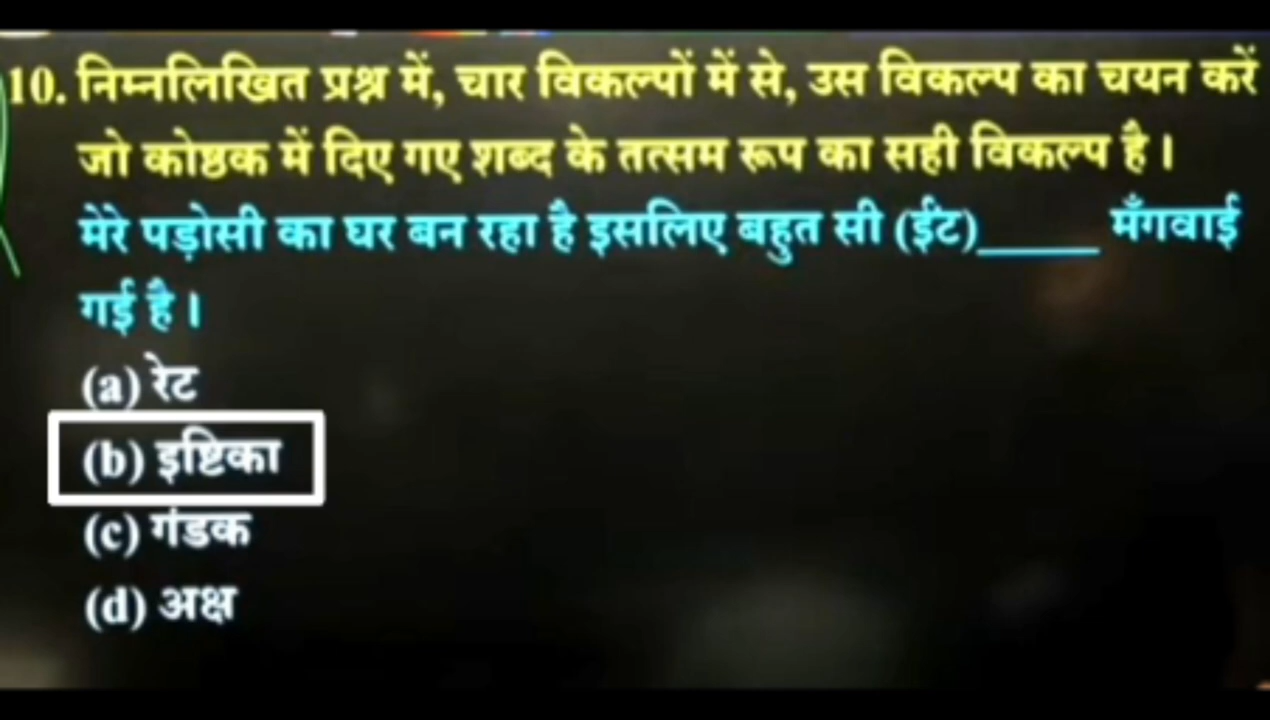 10. निम्नलिखित प्रश्न में, चार विकल्पों में से, उस विकल्प का चयन करें
जो कोष्ठक में दिए गए शब्द के तत्सम रूप का सही विकल्प है।
मेरे पड़ोसी का घर बन रहा है इसलिए बहुत सी (ईंट)_____ मँगवाई
गई है।
(a) रेट
(b) इष्टिका
(c) गंडक
(d) अक्ष